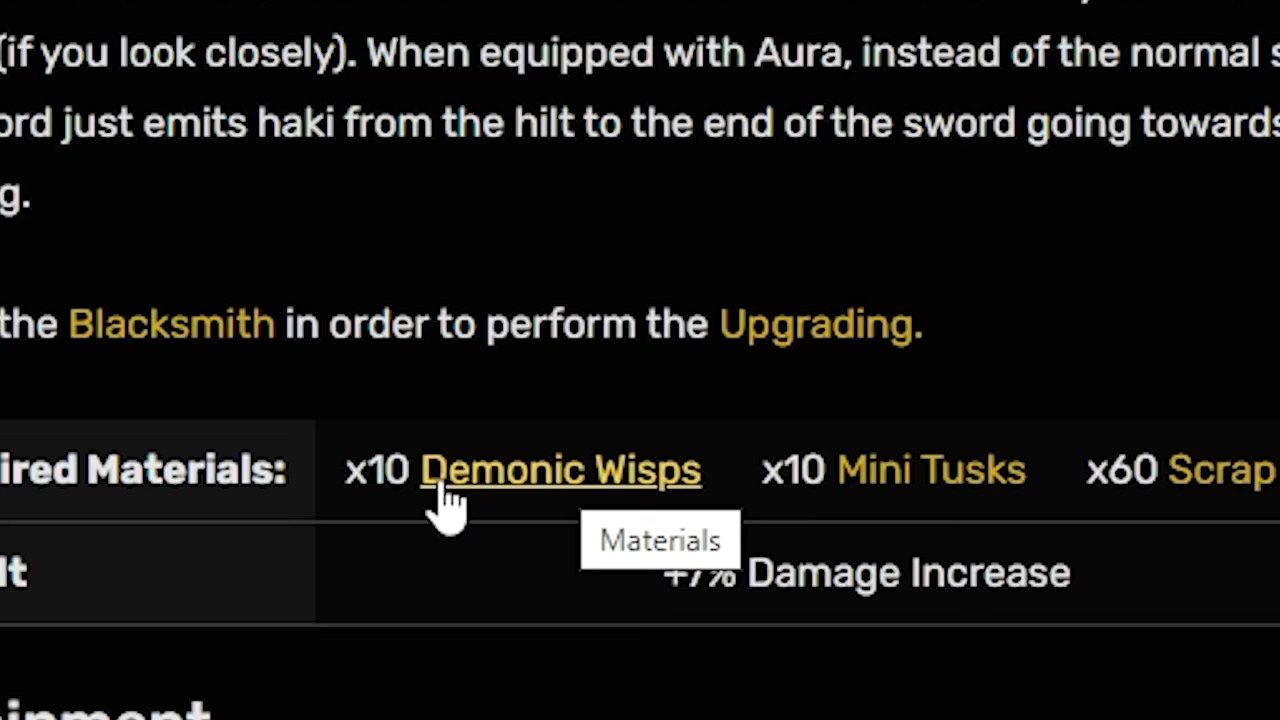 (if you look closely). When equipped with Aura, instead of the normal
ord just emits haki from the hilt to the end of the sword going towards
g.
the Blacksmith in order to perform the Upgrading.
ired Materials: x10 Demonic Wisps x10 Mini Tusks x60 Scrap
Materials
lt +7% Damage Increase